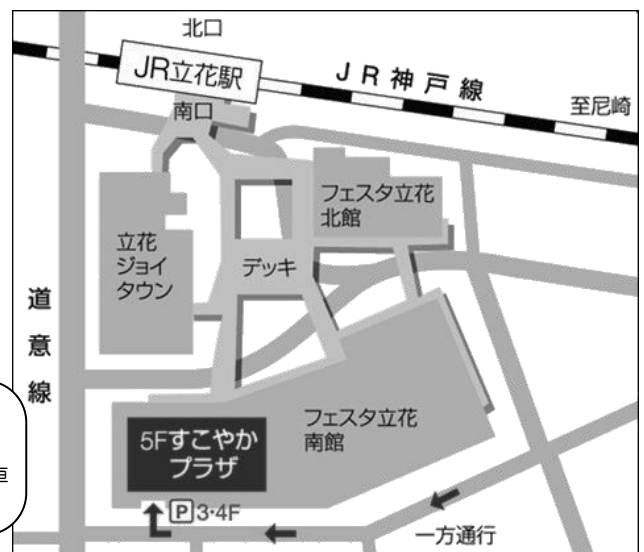 北口
JR立花駅
JR神戸線
至尼崎
南口
フェスタ立花
北館
立花
ジョイ
タウン
デッキ
道意線
フェスタ立花
南館
5Fすこやか
プラザ
P3・4F
一方通行